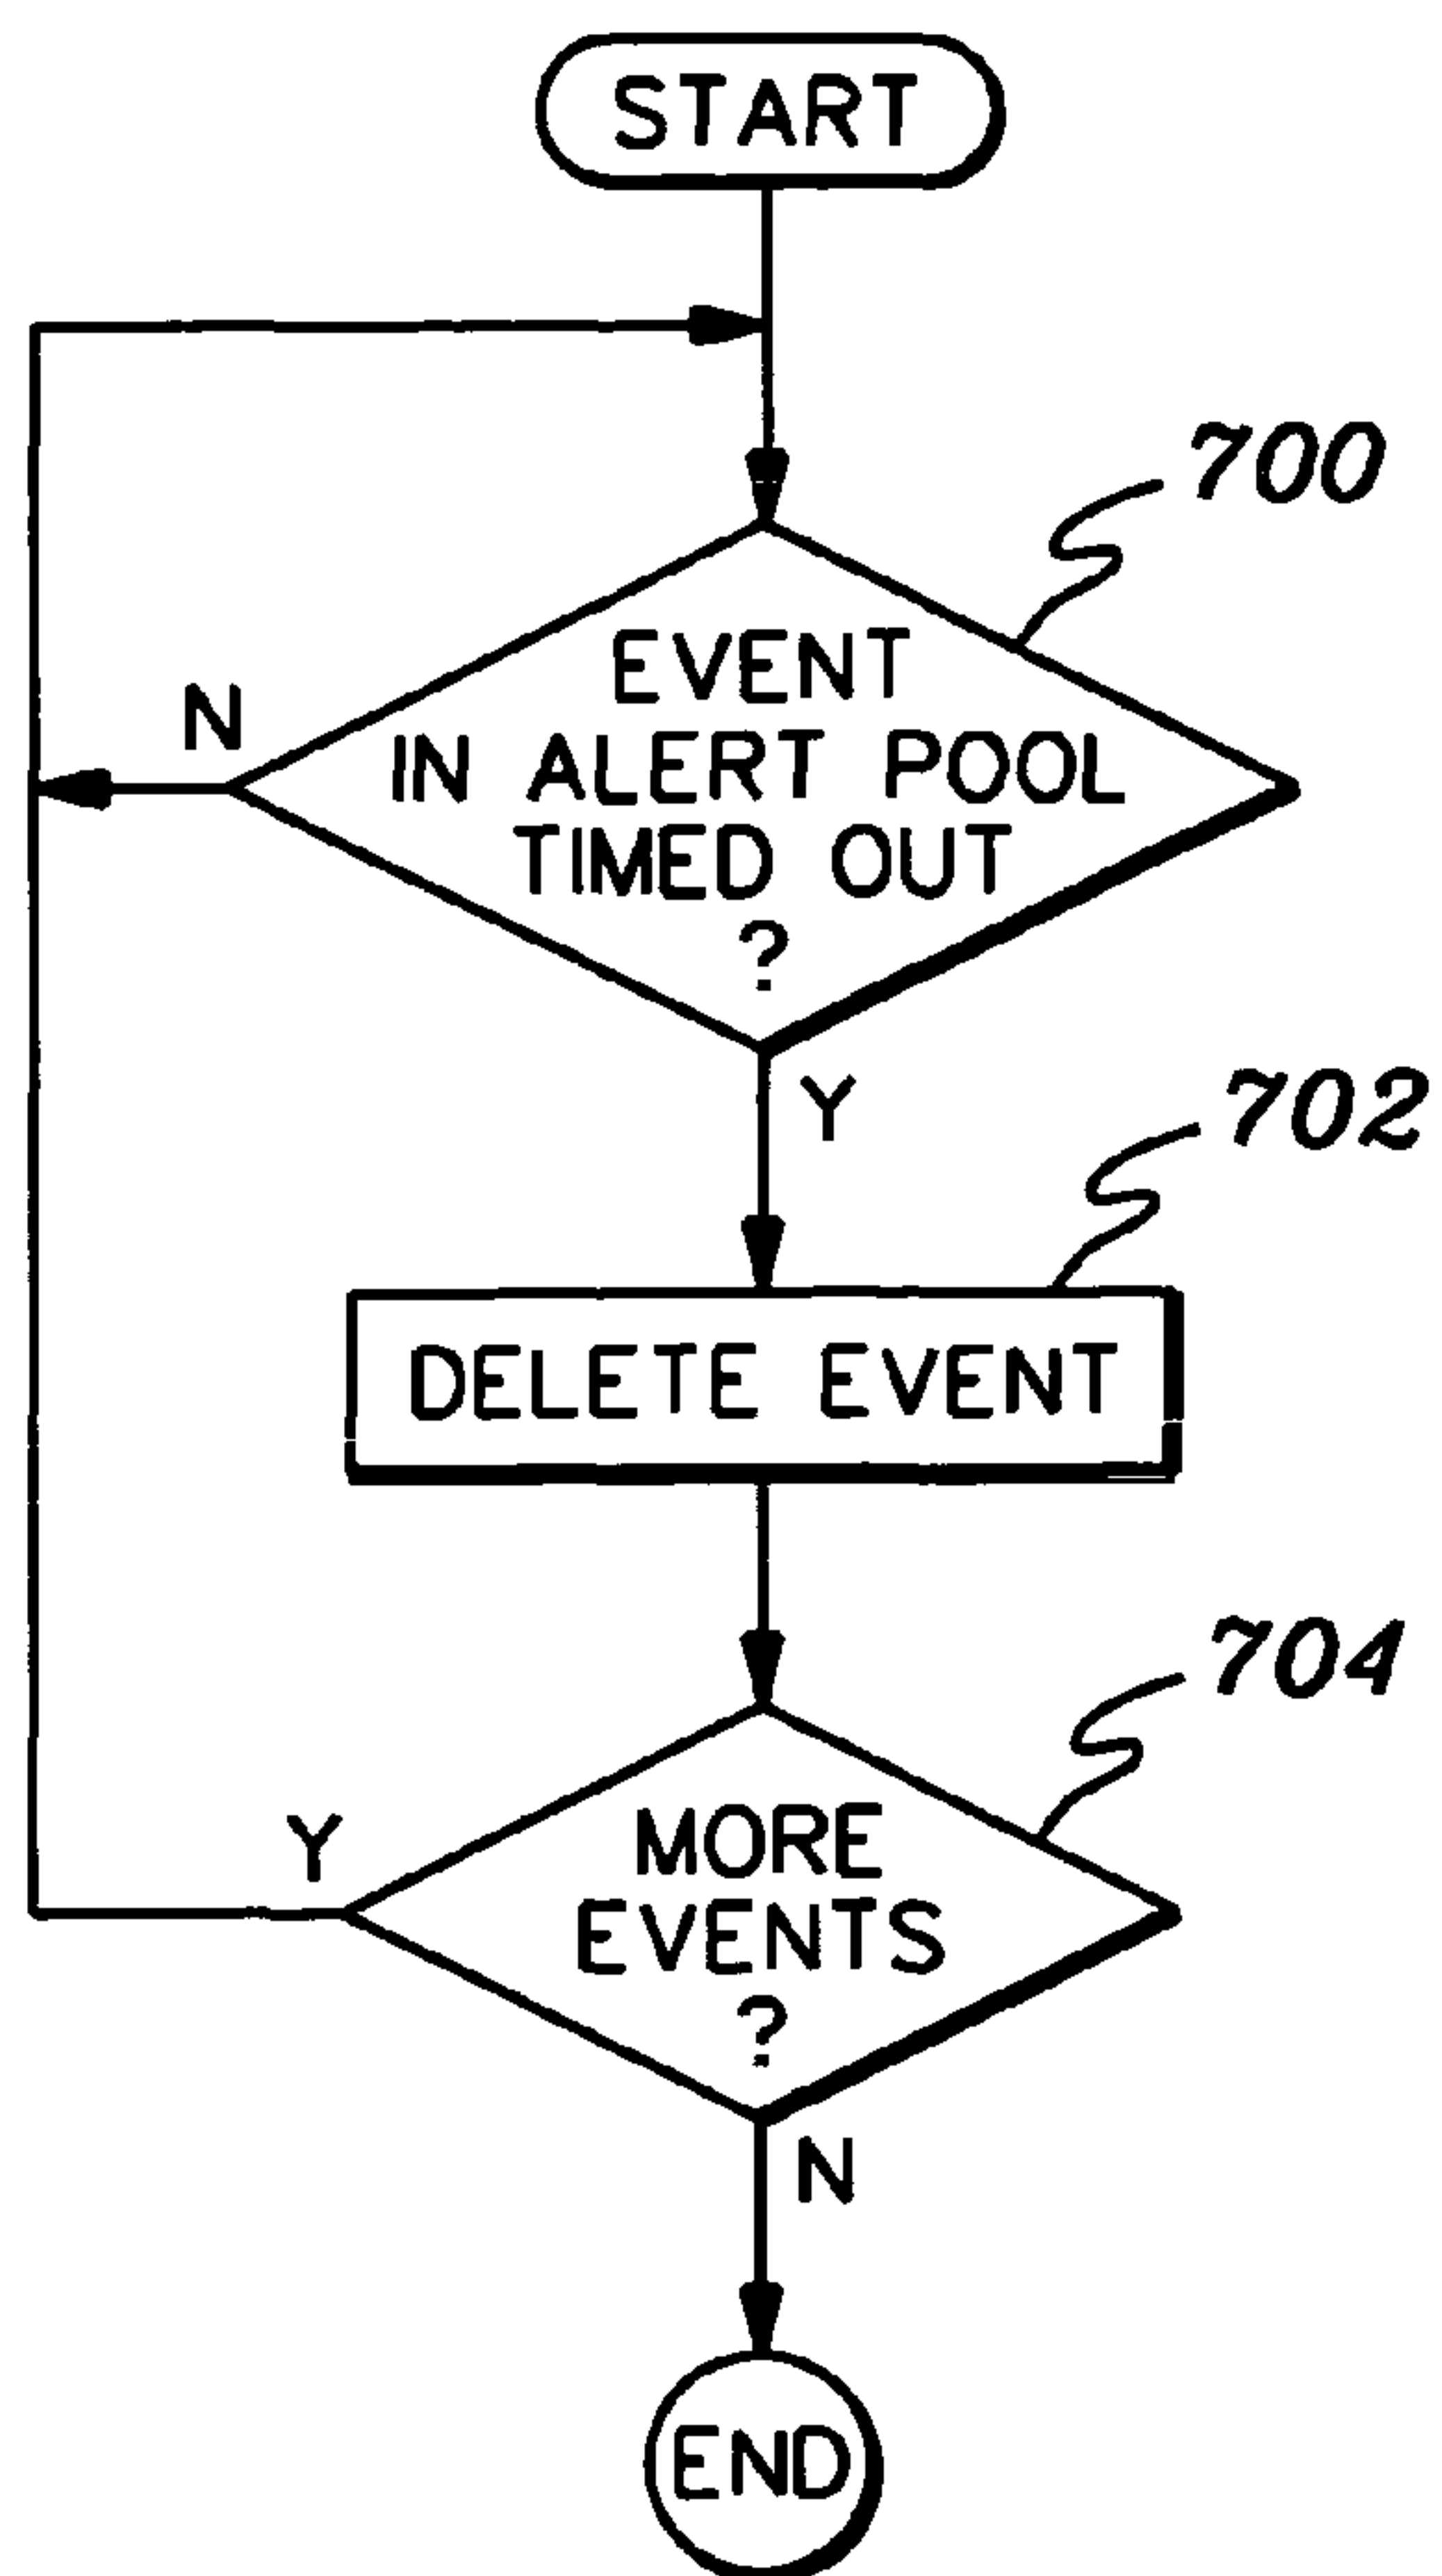 START
700
EVENT
IN ALERT POOL
TIMED OUT
?
N
Y
702
DELETE EVENT
704
MORE
EVENTS
?
Y
N
END